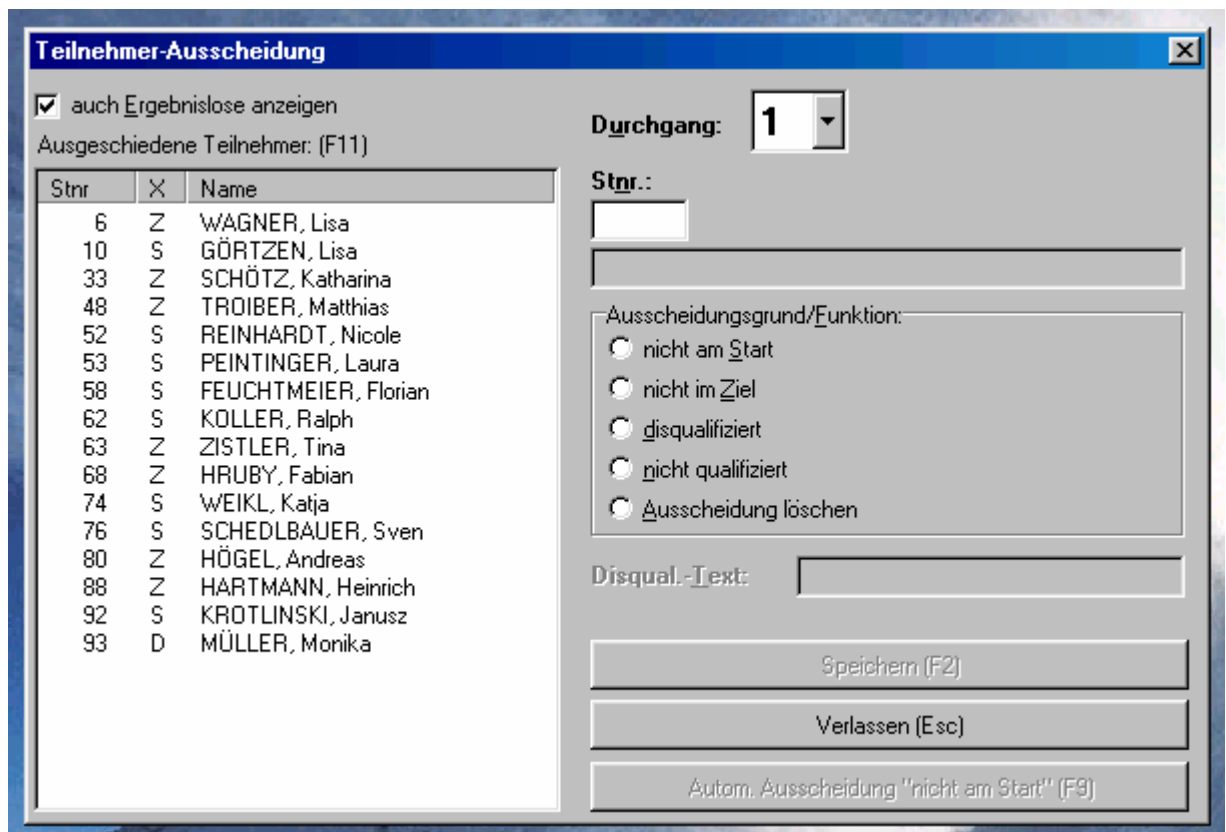 Teilnehmer-Ausscheidung
auch Ergebnislose anzeigen
Ausgeschiedene Teilnehmer: (F11)
Stnr X Name
6 Z WAGNER, Lisa
10 S GÖRTZEN, Lisa
33 Z SCHÖTZ, Katharina
48 Z TROIBER, Matthias
52 S REINHARDT, Nicole
53 S PEINTINGER, Laura
58 S FEUCHTMEIER, Florian
62 S KOLLER, Ralph
63 Z ZISTLER, Tina
68 Z HRUBY, Fabian
74 S WEIKL, Katja
76 S SCHEDLBAUER, Sven
80 Z HÖGEL, Andreas
88 Z HARTMANN, Heinrich
92 S KROTLINSKI, Janusz
93 D MÜLLER, Monika
Durchgang: 1
Stnr.:
Ausscheidungsgrund/Funktion:
nicht am Start
nicht im Ziel
disqualifiziert
nicht qualifiziert
Ausscheidung löschen
Disqual.-Text:
Speichern (F2)
Verlassen (Esc)
Autom. Ausscheidung "nicht am Start" (F9)